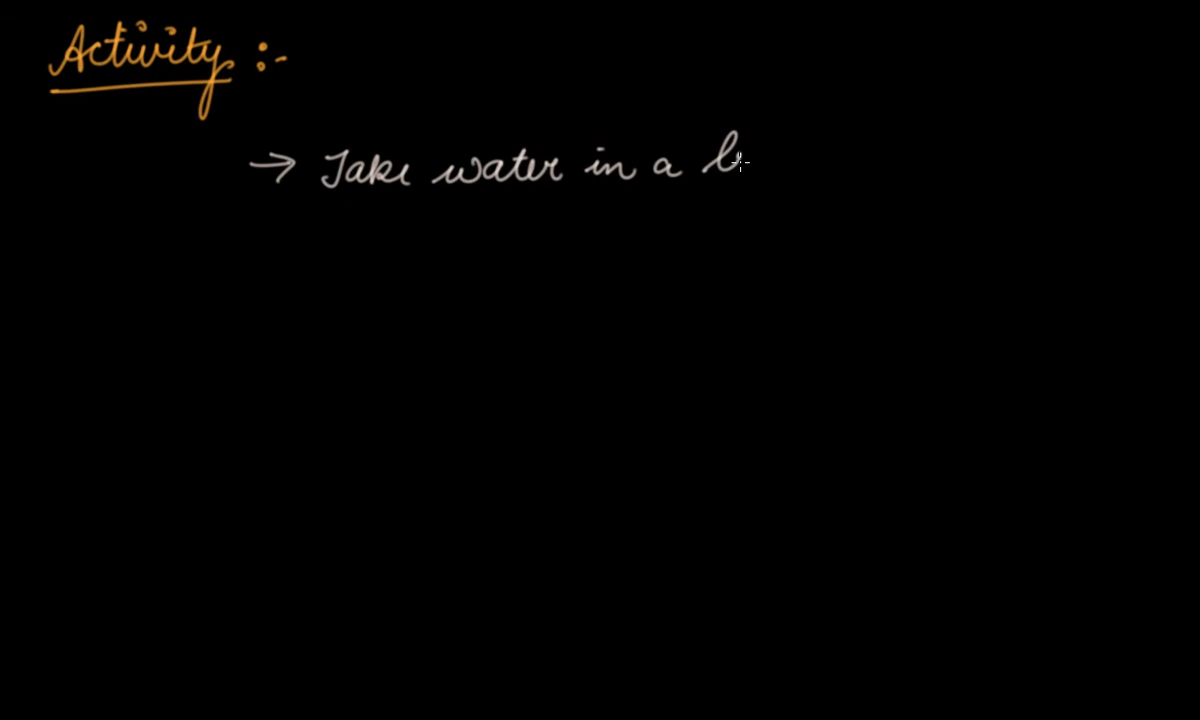 Activity :-
→ Take water in a b